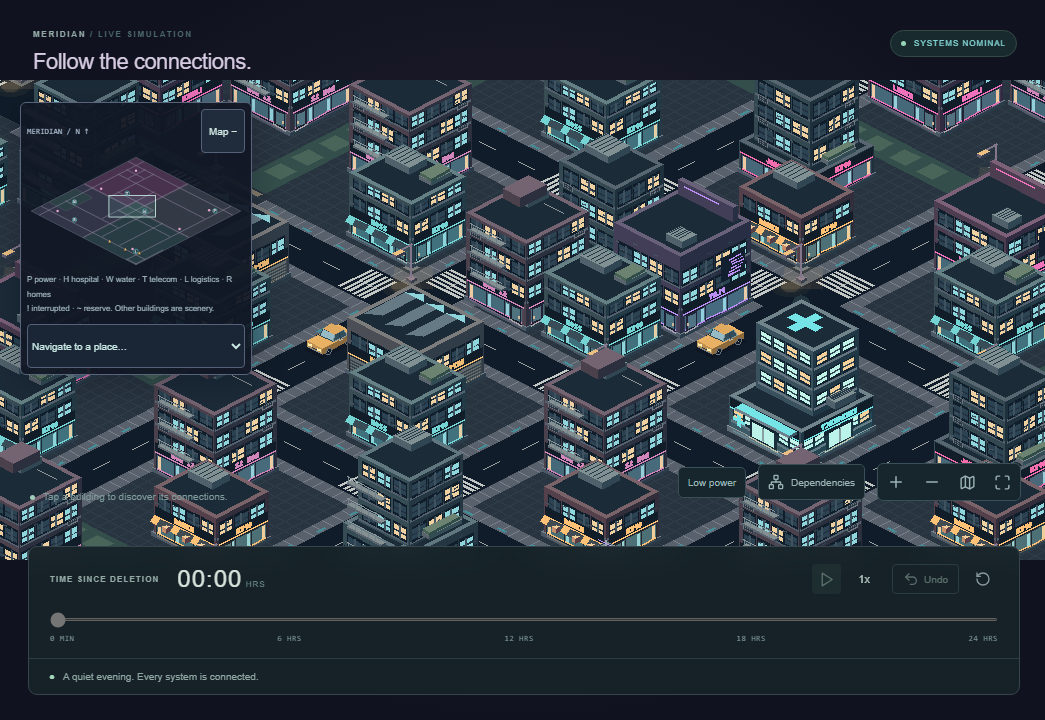 MERIDIAN / LIVE SIMULATION
Follow the connections.
SYSTEMS NOMINAL
MERIDIAN / N ↑
Map −
P power · H hospital · W water · T telecom · L logistics · R
homes
! interrupted · ~ reserve. Other buildings are scenery.
Navigate to a place...
Tap a building to discover its connections.
Low power
Dependencies
TIME SINCE DELETION 00:00 HRS
1x
Undo
0 MIN 6 HRS 12 HRS 18 HRS 24 HRS
A quiet evening. Every system is connected.